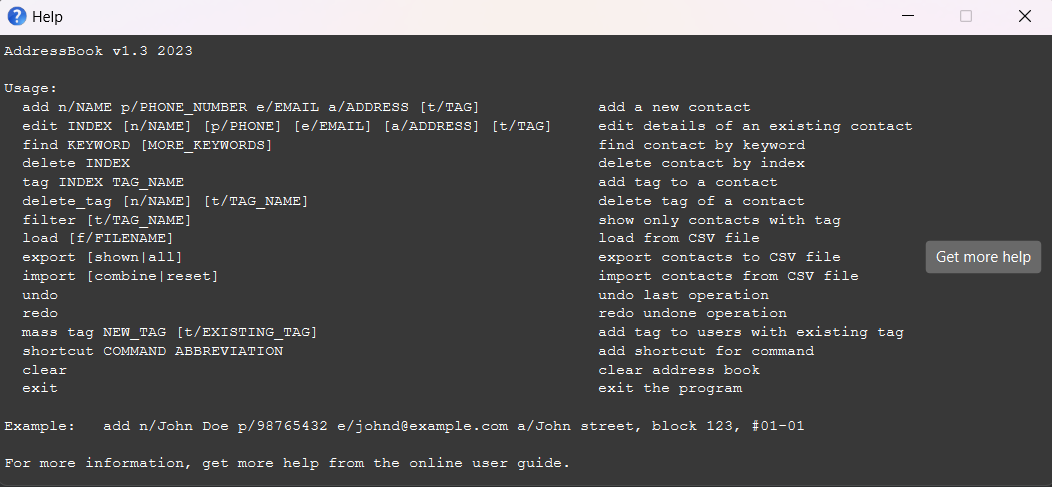 Help
AddressBook v1.3 2023
Usage:
add n/NAME p/PHONE_NUMBER e/EMAIL a/ADDRESS [t/TAG] add a new contact
edit INDEX [n/NAME] [p/PHONE] [e/EMAIL] [a/ADDRESS] [t/TAG] edit details of an existing contact
find KEYWORD [MORE_KEYWORDS] find contact by keyword
delete INDEX delete contact by index
tag INDEX TAG_NAME add tag to a contact
delete_tag [n/NAME] [t/TAG_NAME] delete tag of a contact
filter [t/TAG_NAME] show only contacts with tag
load [f/FILENAME] load from CSV file
export [shown|all] export contacts to CSV file
Get more help
import [combine|reset] import contacts from CSV file
undo undo last operation
redo redo undone operation
mass tag NEW_TAG [t/EXISTING_TAG] add tag to users with existing tag
shortcut COMMAND ABBREVIATION add shortcut for command
clear clear address book
exit exit the program
Example: add n/John Doe p/98765432 e/johnd@example.com a/John street, block 123, #01-01
For more information, get more help from the online user guide.